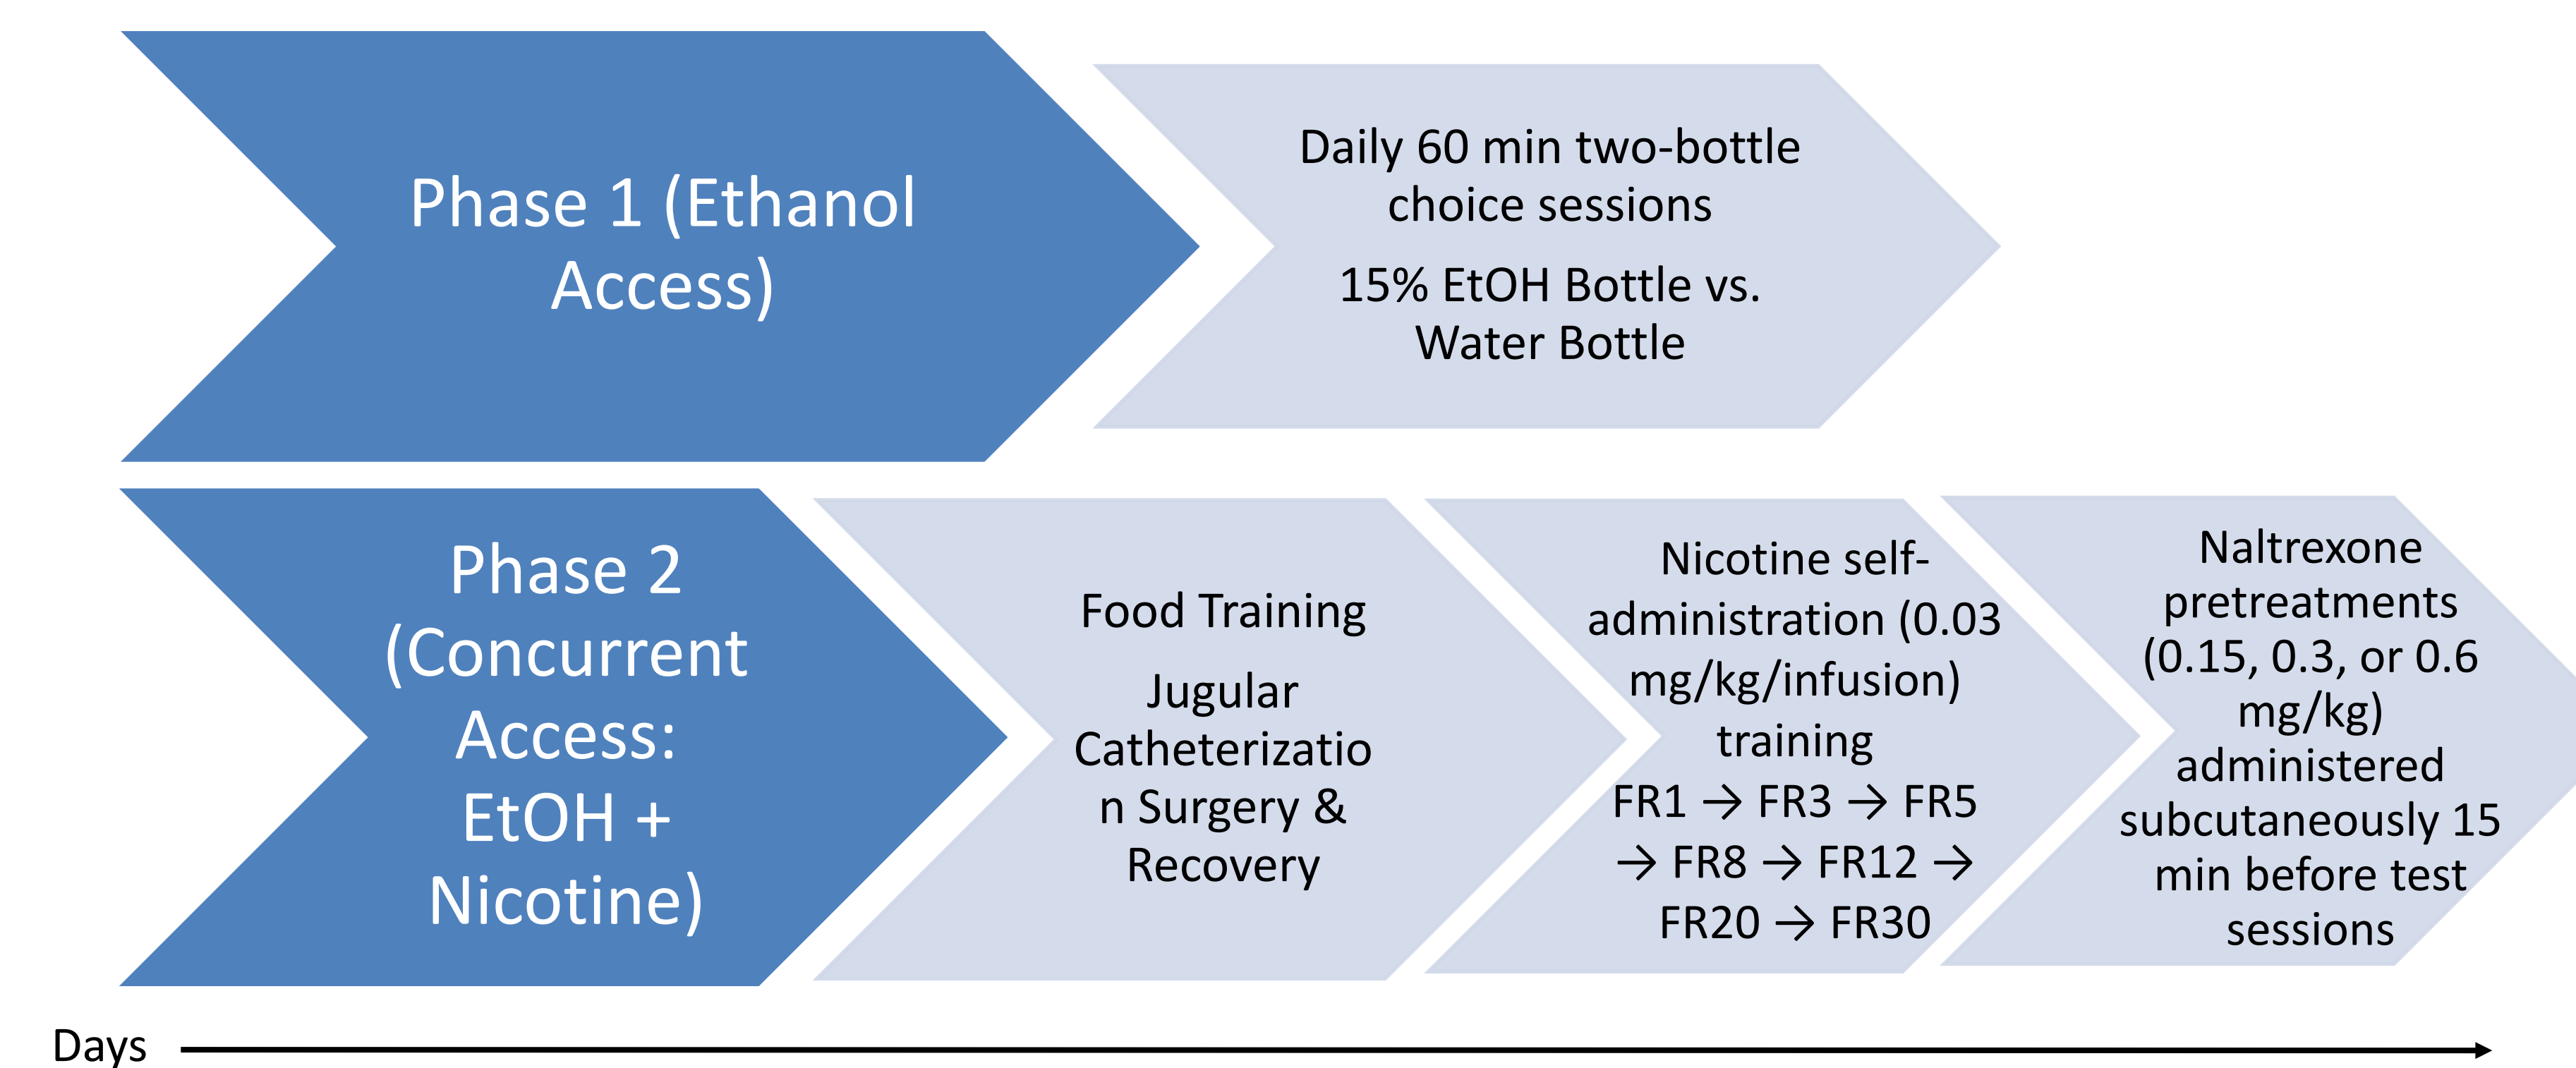 Phase 1 (Ethanol
Access)
Daily 60 min two-bottle
choice sessions
15% EtOH Bottle vs.
Water Bottle
Phase 2
(Concurrent
Access:
EtOH +
Nicotine)
Food Training
Jugular
Catheterizatio
n Surgery &
Recovery
Nicotine self-
administration (0.03
mg/kg/infusion)
training
FR1 → FR3 → FR5
→ FR8 → FR12 →
FR20 → FR30
Naltrexone
pretreatments
(0.15, 0.3, or 0.6
mg/kg)
administered
subcutaneously 15
min before test
sessions
Days